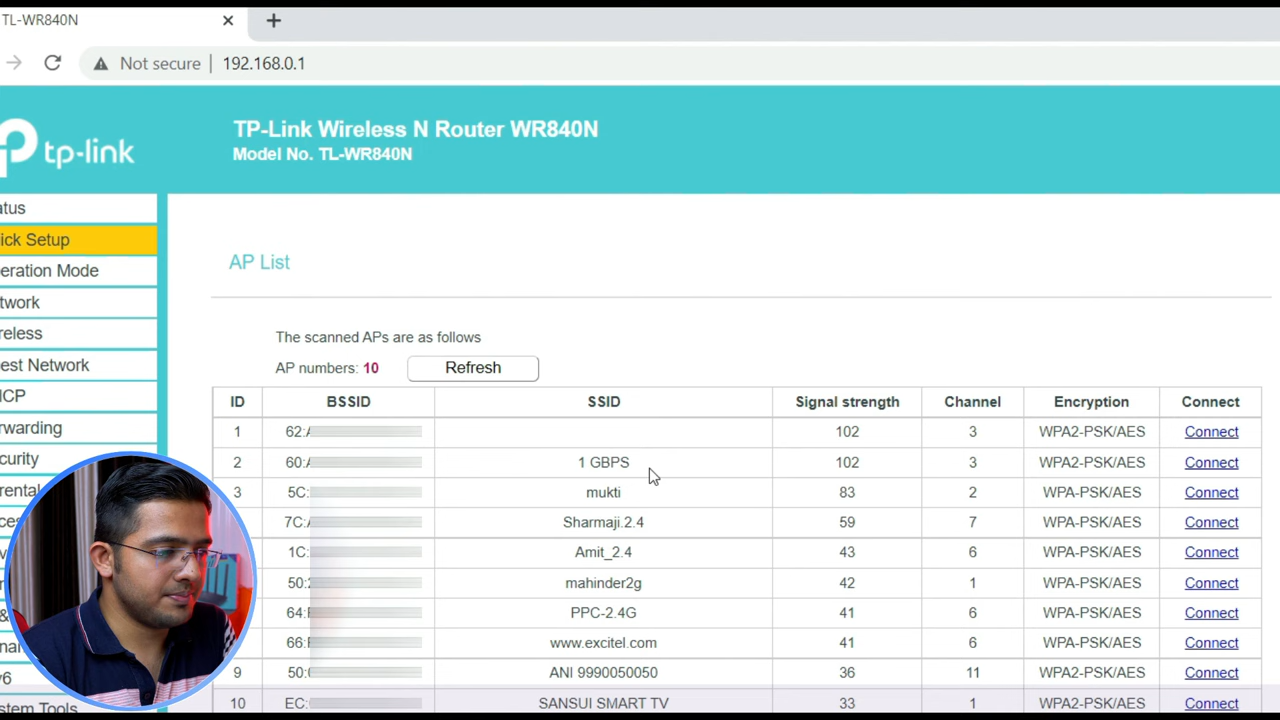 TL-WR840N
Not secure 192.168.0.1
tp-link
TP-Link Wireless N Router WR840N
Model No. TL-WR840N
atus
ick Setup
eration Mode
twork
reless
est Network
HCP
rwarding
curity
rental
stem Tools
AP List
The scanned APs are as follows
AP numbers: 10 Refresh
ID BSSID SSID Signal strength Channel Encryption Connect
1 62:A 102 3 WPA2-PSK/AES Connect
2 60:A 1 GBPS 102 3 WPA2-PSK/AES Connect
3 5C: mukti 83 2 WPA-PSK/AES Connect
7C:A Sharmaji.2.4 59 7 WPA-PSK/AES Connect
1C: Amit_2.4 43 6 WPA-PSK/AES Connect
50: mahinder2g 42 1 WPA-PSK/AES Connect
64: PPC-2.4G 41 6 WPA-PSK/AES Connect
66: www.excitel.com 41 6 WPA-PSK/AES Connect
9 50: ANI 9990050050 36 11 WPA2-PSK/AES Connect
10 EC: SANSUI SMART TV 33 1 WPA2-PSK/AES Connect